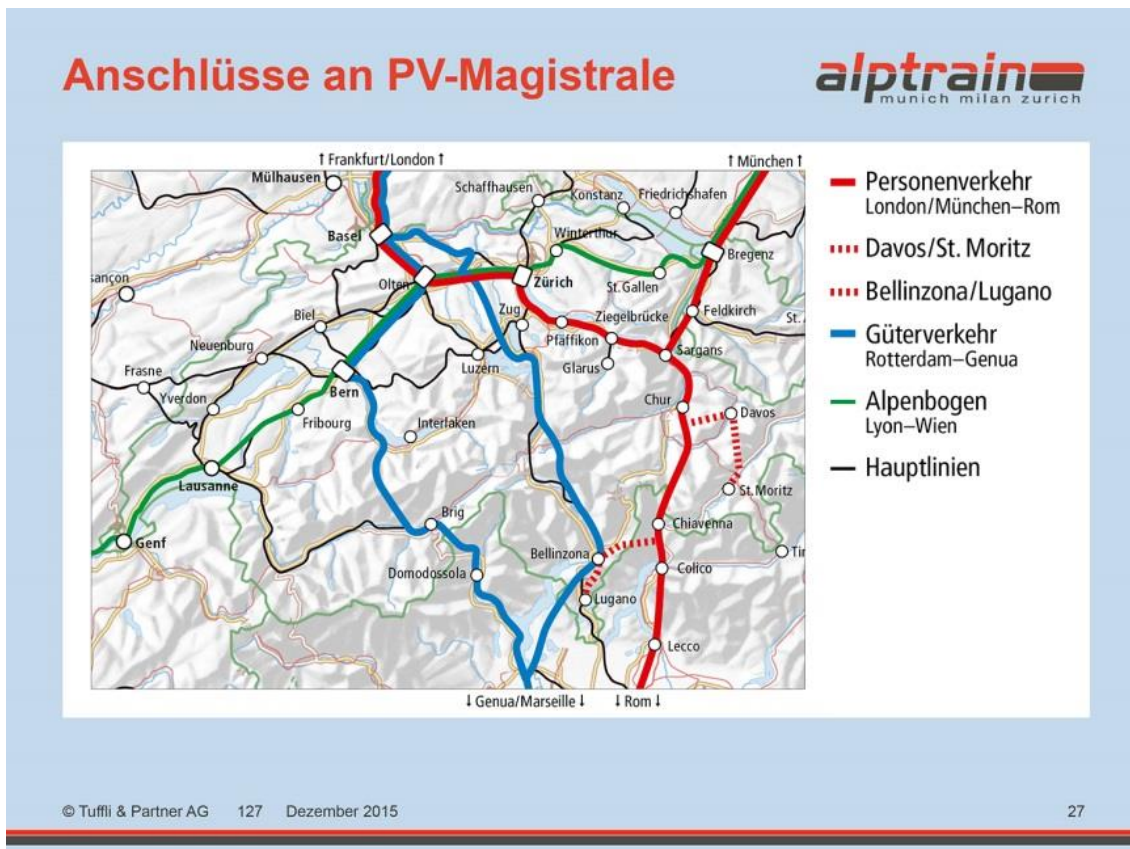 Anschlüsse an PV-Magistrale
alptrain
munich milan zurich
↑ Frankfurt/London ↑
↑ München ↑
Mülhausen
Schaffhausen
Konstanz
Friedrichshafen
Basel
Winterthur
Bregenz
sançon
Olten
Zürich
St. Gallen
Biel
Zug
Ziegelbrücke
Feldkirch
St. A
Neuenburg
Pfäffikon
Sargans
Frasne
Luzern
Glarus
Yverdon
Bern
Chur
Davos
Fribourg
Interlaken
Lausanne
St. Moritz
Brig
Chiavenna
Genf
Bellinzona
Tir
Domodossola
Colico
Lugano
Lecco
↓ Genua/Marseille ↓
↓ Rom ↓
Personenverkehr
London/München–Rom
Davos/St. Moritz
Bellinzona/Lugano
Güterverkehr
Rotterdam–Genua
Alpenbogen
Lyon–Wien
Hauptlinien
© Tuffli & Partner AG 127 Dezember 2015
27